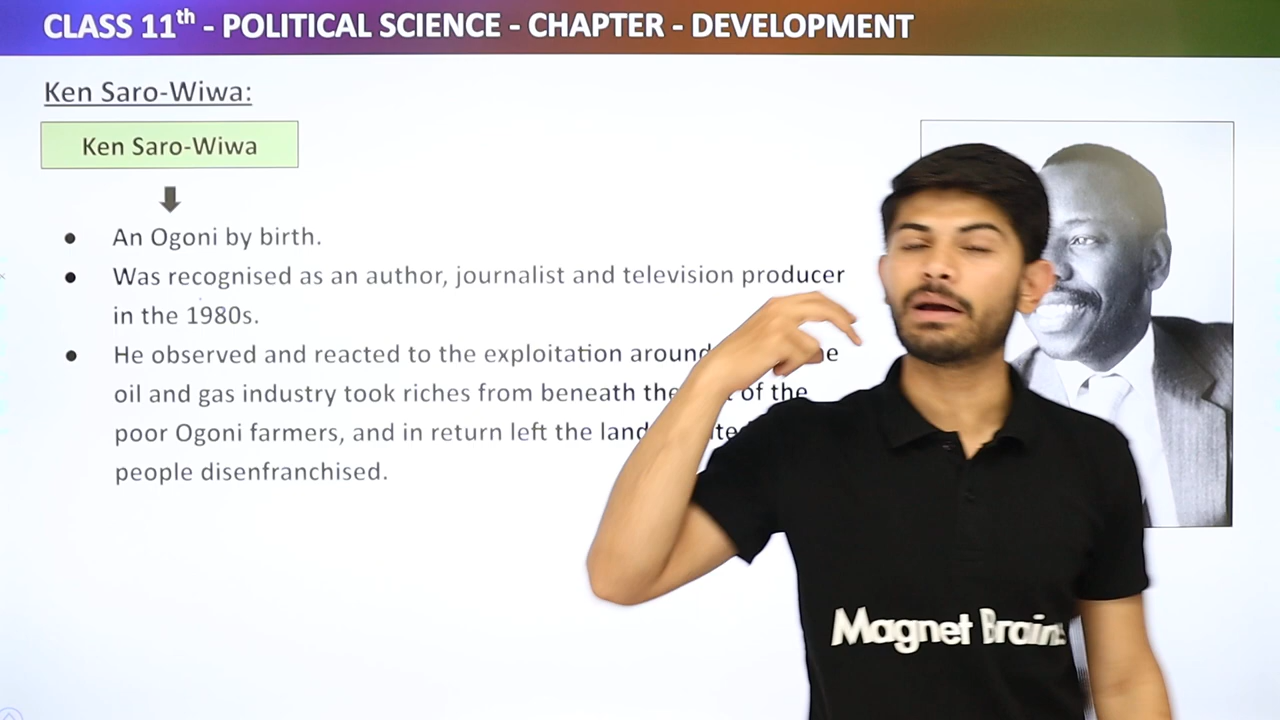 CLASS 11th - POLITICAL SCIENCE - CHAPTER - DEVELOPMENT
Ken Saro-Wiwa:
Ken Saro-Wiwa
● An Ogoni by birth.
● Was recognised as an author, journalist and television producer
in the 1980s.
● He observed and reacted to the exploitation around
oil and gas industry took riches from beneath the of the
poor Ogoni farmers, and in return left the land
people disenfranchised.
Magnet Brains